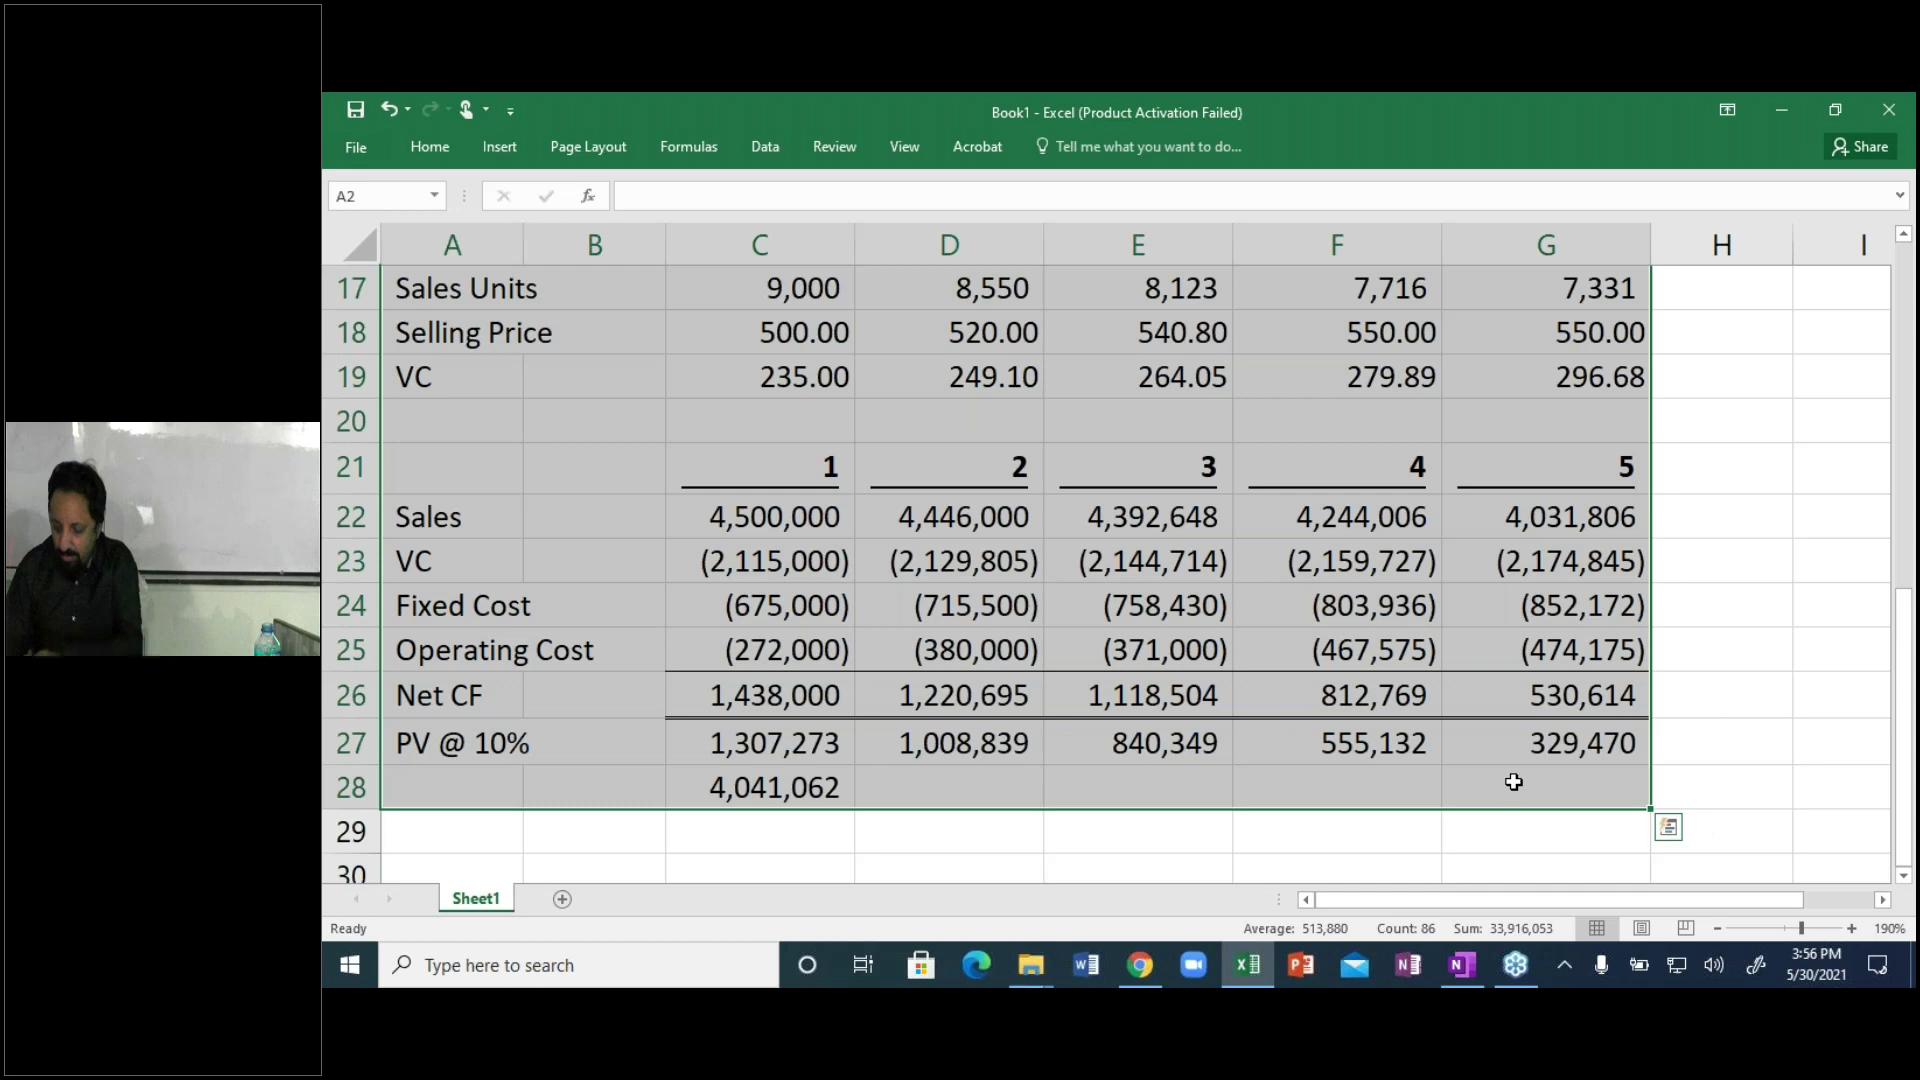 Book1 - Excel (Product Activation Failed)
File Home Insert Page Layout Formulas Data Review View Acrobat Tell me what you want to do... Share
A2 fx
A B C D E F G H I
17 Sales Units 9,000 8,550 8,123 7,716 7,331
18 Selling Price 500.00 520.00 540.80 550.00 550.00
19 VC 235.00 249.10 264.05 279.89 296.68
20
21 1 2 3 4 5
22 Sales 4,500,000 4,446,000 4,392,648 4,244,006 4,031,806
23 VC (2,115,000) (2,129,805) (2,144,714) (2,159,727) (2,174,845)
24 Fixed Cost (675,000) (715,500) (758,430) (803,936) (852,172)
25 Operating Cost (272,000) (380,000) (371,000) (467,575) (474,175)
26 Net CF 1,438,000 1,220,695 1,118,504 812,769 530,614
27 PV @ 10% 1,307,273 1,008,839 840,349 555,132 329,470
28 4,041,062
29
30
Sheet1
Ready Average: 513,880 Count: 86 Sum: 33,916,053 190%
Type here to search 3:56 PM
5/30/2021